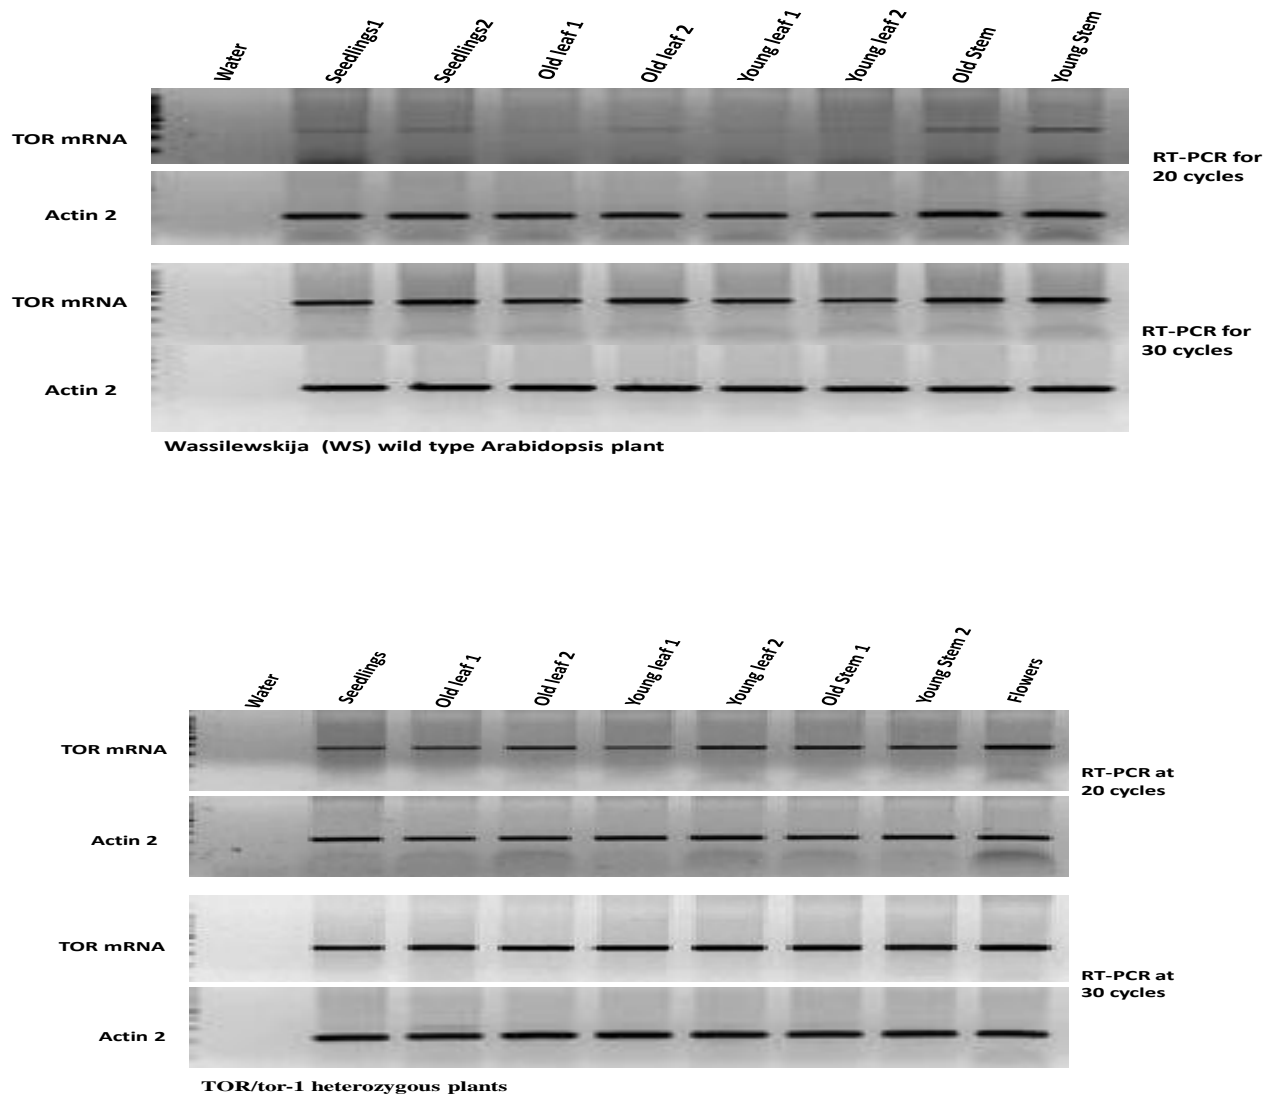 Water
Seedlings1
Seedlings2
Old leaf 1
Old leaf 2
Young leaf 1
Young leaf 2
Old Stem
Young Stem
TOR mRNA
RT-PCR for
20 cycles
Actin 2
TOR mRNA
RT-PCR for
30 cycles
Actin 2
Wassilewskija (WS) wild type Arabidopsis plant
Water
Seedlings
Old leaf 1
Old leaf 2
Young leaf 1
Young leaf 2
Old Stem 1
Young Stem 2
Flowers
TOR mRNA
RT-PCR at
20 cycles
Actin 2
TOR mRNA
RT-PCR at
30 cycles
Actin 2
TOR/tor-1 heterozygous plants